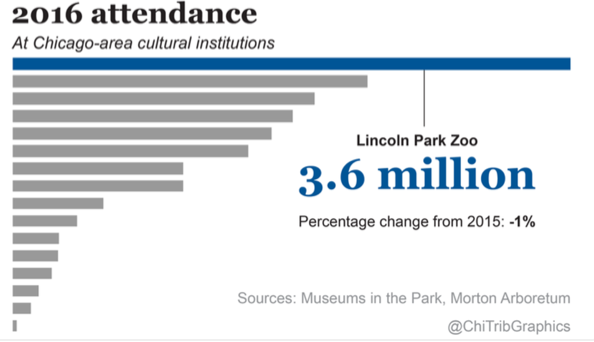 2016 attendance
At Chicago-area cultural institutions
Lincoln Park Zoo
3.6 million
Percentage change from 2015: -1%
Sources: Museums in the Park, Morton Arboretum
@ChiTribGraphics